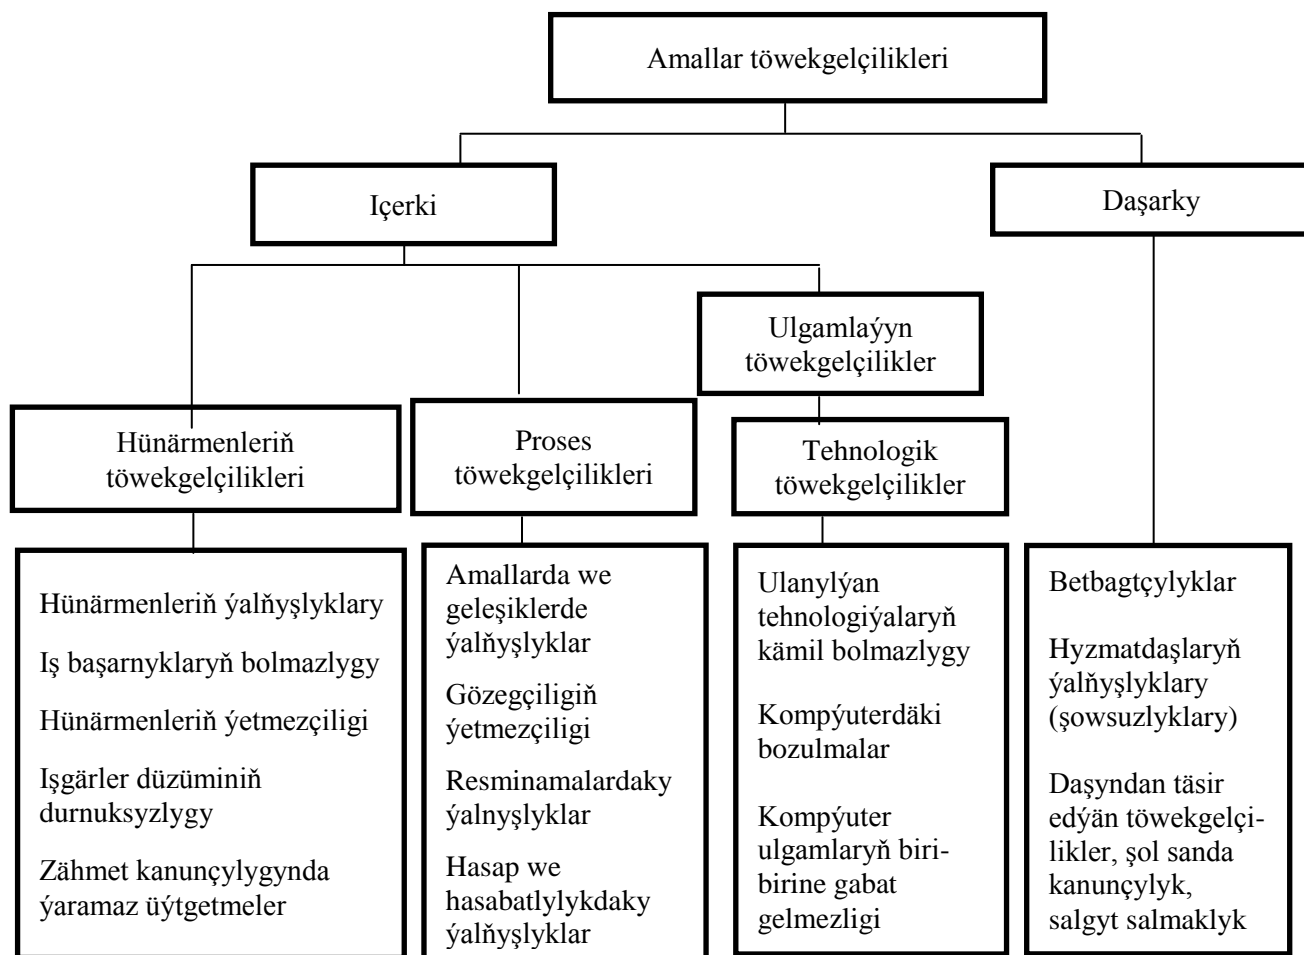 Amallar töwekgelçilikleri
Içerki
Daşarky
Ulgamlaýyn
töwekgelçilikler
Hünärmenleriň
töwekgelçilikleri
Proses
töwekgelçilikleri
Tehnologik
töwekgelçilikler
Hünärmenleriň ýalňyşlyklary
Iş başarnyklaryň bolmazlygy
Hünärmenleriň ýetmezçiligi
Işgärler düzüminiň
durnuksyzlygy
Zähmet kanunçylygynda
ýaramaz üýtgetmeler
Amallarda we
geleşiklerde
ýalňyşlyklar
Gözegçiligiň
ýetmezçiligi
Resminamalardaky
ýalnyşlyklar
Hasap we
hasabatlylykdaky
ýalňyşlyklar
Ulanylýan
tehnologiýalaryň
kämil bolmazlygy
Kompýuterdäki
bozulmalar
Kompýuter
ulgamlaryň biri-
birine gabat
gelmezligi
Betbagtçylyklar
Hyzmatdaşlaryň
ýalňyşlyklary
(şowsuzlyklary)
Daşyndan täsir
edýän töwekgelçi-
likler, şol sanda
kanunçylyk,
salgyt salmaklyk